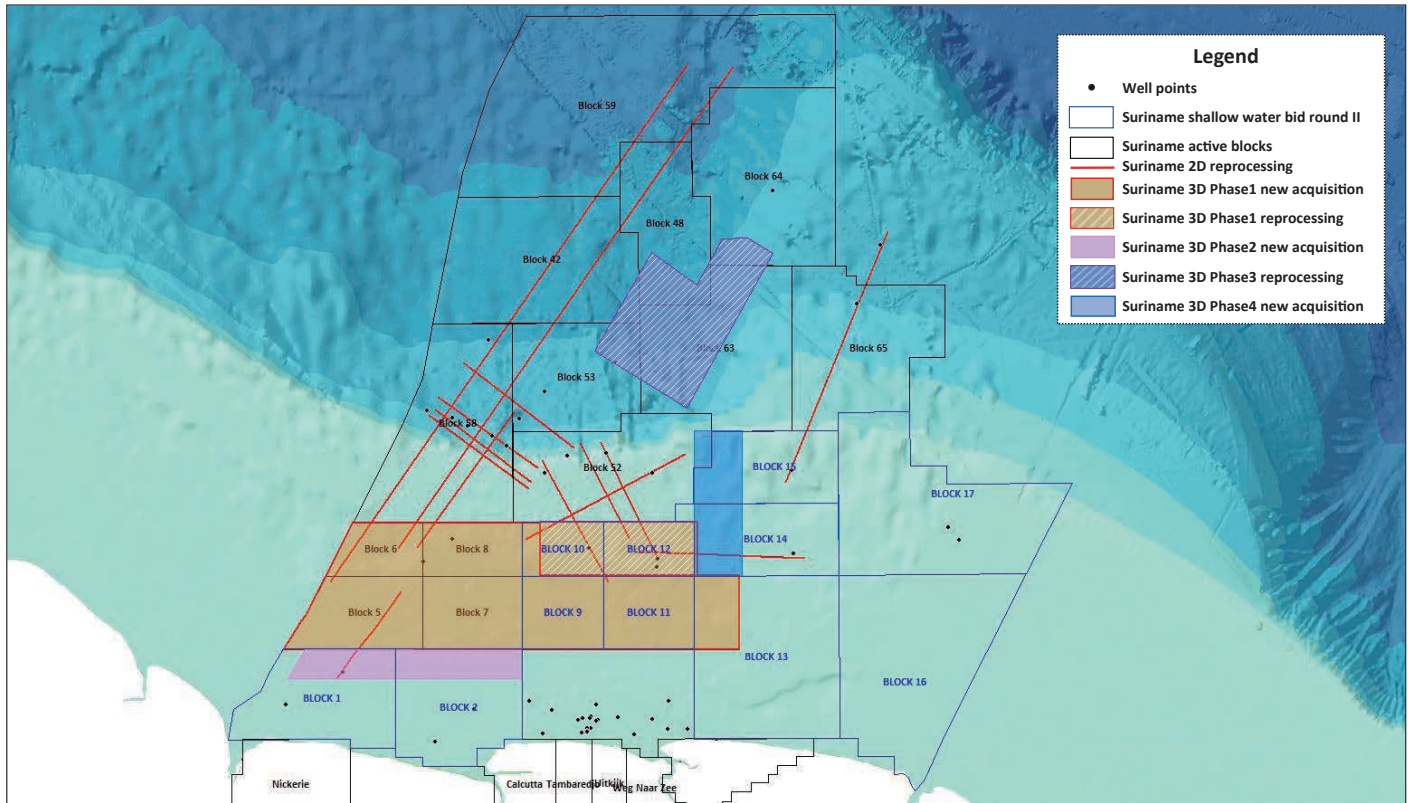 Legend
Well points
Suriname shallow water bid round II
Suriname active blocks
Suriname 2D reprocessing
Suriname 3D Phase1 new acquisition
Suriname 3D Phase1 reprocessing
Suriname 3D Phase2 new acquisition
Suriname 3D Phase3 reprocessing
Suriname 3D Phase4 new acquisition
Block 59
Block 64
Block 48
Block 42
Block 63
Block 65
Block 53
Block 58
Block 52
BLOCK 15
BLOCK 17
BLOCK 14
Block 6
Block 8
BLOCK 10
BLOCK 12
Block 5
Block 7
BLOCK 9
BLOCK 11
BLOCK 13
BLOCK 16
BLOCK 1
BLOCK 2
Nickerie
Calcutta
Tambaredjo
Uitkijk
Weg Naar Zee